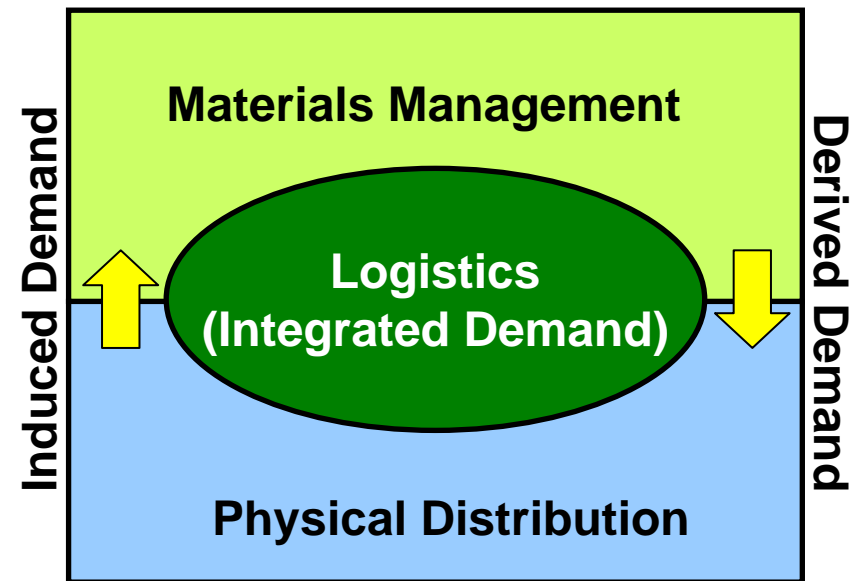 Materials Management
Induced Demand
Derived Demand
Logistics
(Integrated Demand)
Physical Distribution